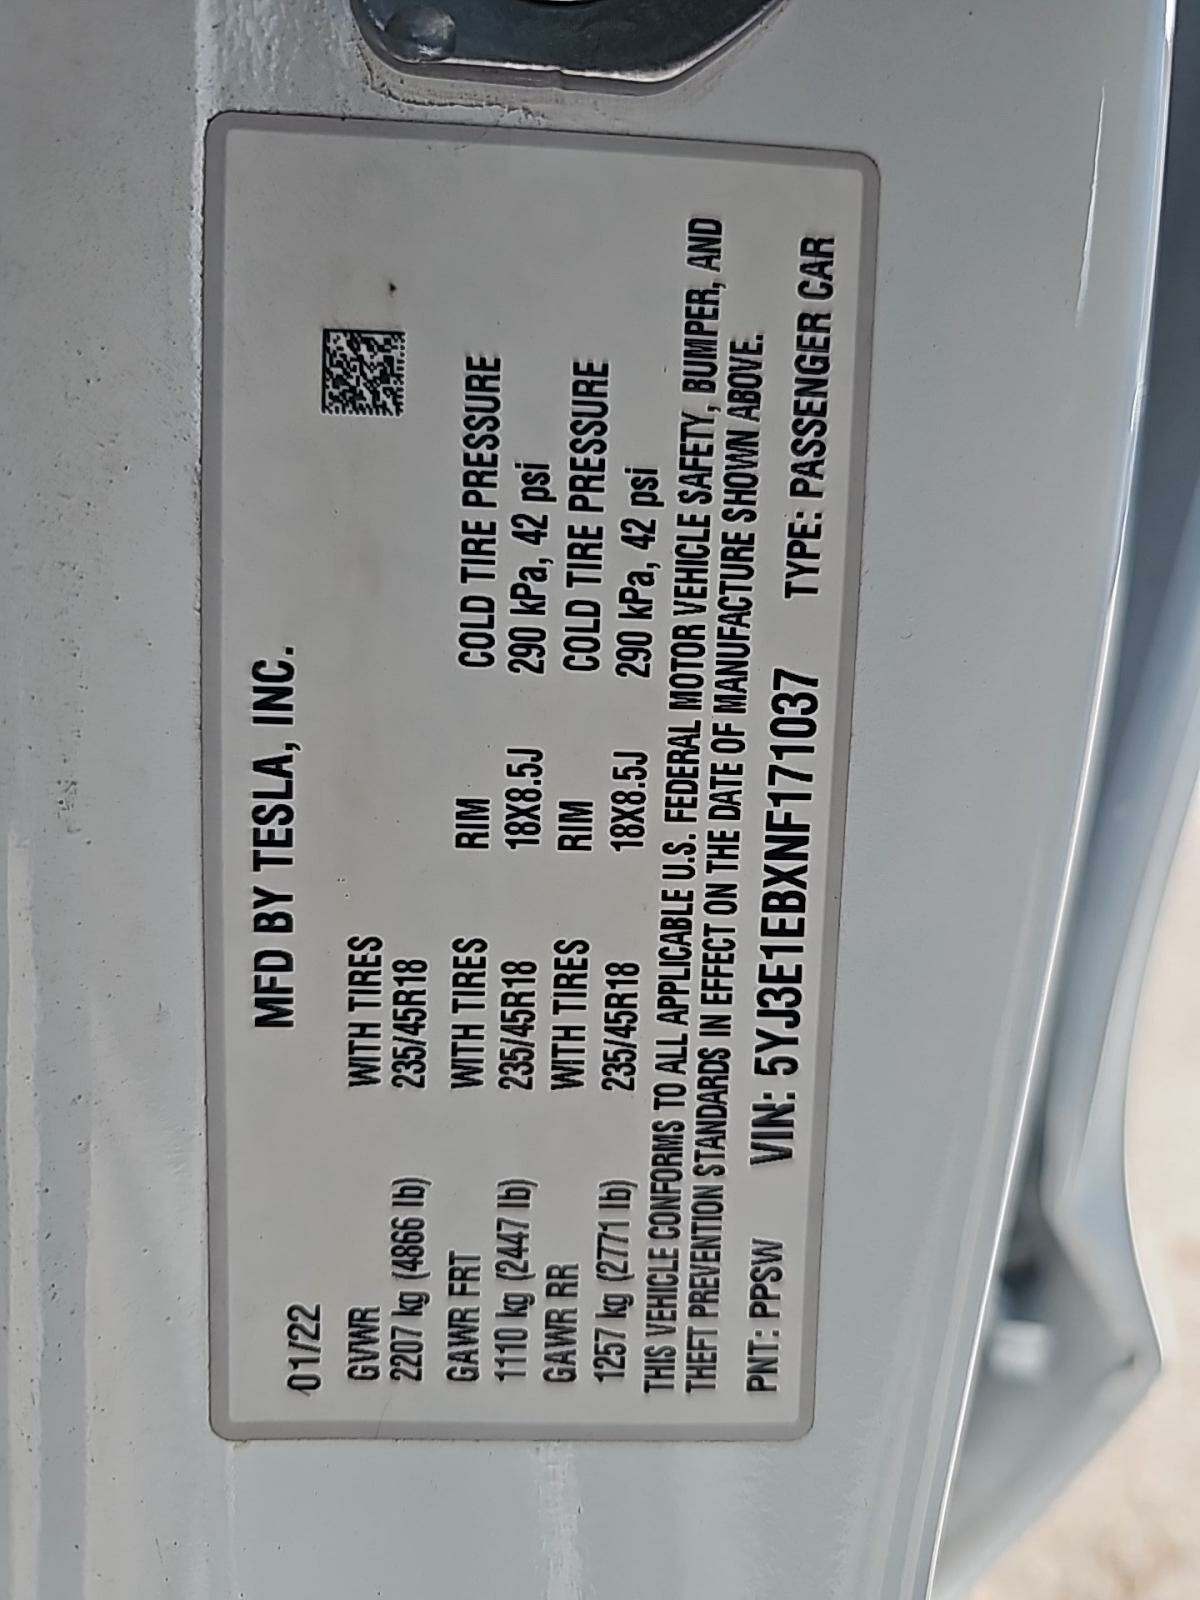 MFD BY TESLA, INC.
01/22
GVWR WITH TIRES
2207 kg (4866 lb) 235/45R18
GAWR FRT WITH TIRES RIM COLD TIRE PRESSURE
1110 kg (2447 lb) 235/45R18 18X8.5J 290 kPa, 42 psi
GAWR RR WITH TIRES RIM COLD TIRE PRESSURE
1257 kg (2771 lb) 235/45R18 18X8.5J 290 kPa, 42 psi
THIS VEHICLE CONFORMS TO ALL APPLICABLE U.S. FEDERAL MOTOR VEHICLE SAFETY, BUMPER, AND
THEFT PREVENTION STANDARDS IN EFFECT ON THE DATE OF MANUFACTURE SHOWN ABOVE.
PNT: PPSW VIN: 5YJ3E1EBXNF171037 TYPE: PASSENGER CAR